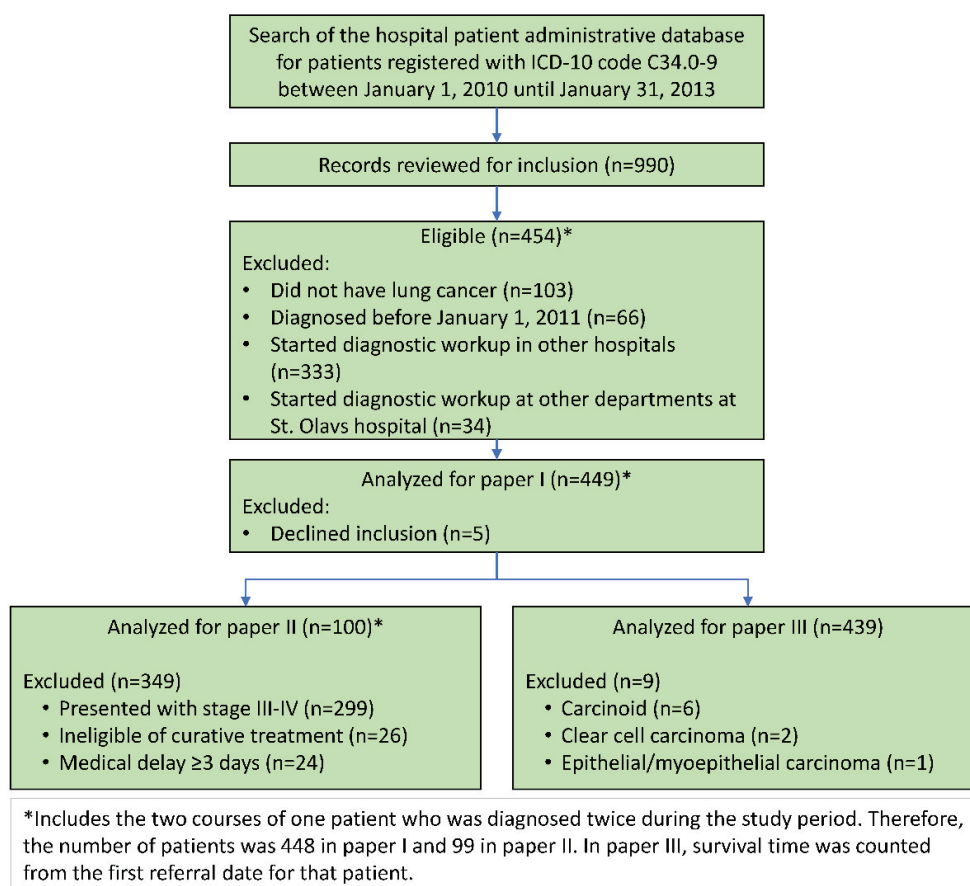 Search of the hospital patient administrative database
for patients registered with ICD-10 code C34.0-9
between January 1, 2010 until January 31, 2013
Records reviewed for inclusion (n=990)
Eligible (n=454)*
Excluded:
• Did not have lung cancer (n=103)
• Diagnosed before January 1, 2011 (n=66)
• Started diagnostic workup in other hospitals
(n=333)
• Started diagnostic workup at other departments at
St. Olavs hospital (n=34)
Analyzed for paper I (n=449)*
Excluded:
• Declined inclusion (n=5)
Analyzed for paper II (n=100)*
Excluded (n=349)
• Presented with stage III-IV (n=299)
• Ineligible of curative treatment (n=26)
• Medical delay ≥3 days (n=24)
Analyzed for paper III (n=439)
Excluded (n=9)
• Carcinoid (n=6)
• Clear cell carcinoma (n=2)
• Epithelial/myoepithelial carcinoma (n=1)
*Includes the two courses of one patient who was diagnosed twice during the study period. Therefore,
the number of patients was 448 in paper I and 99 in paper II. In paper III, survival time was counted
from the first referral date for that patient.